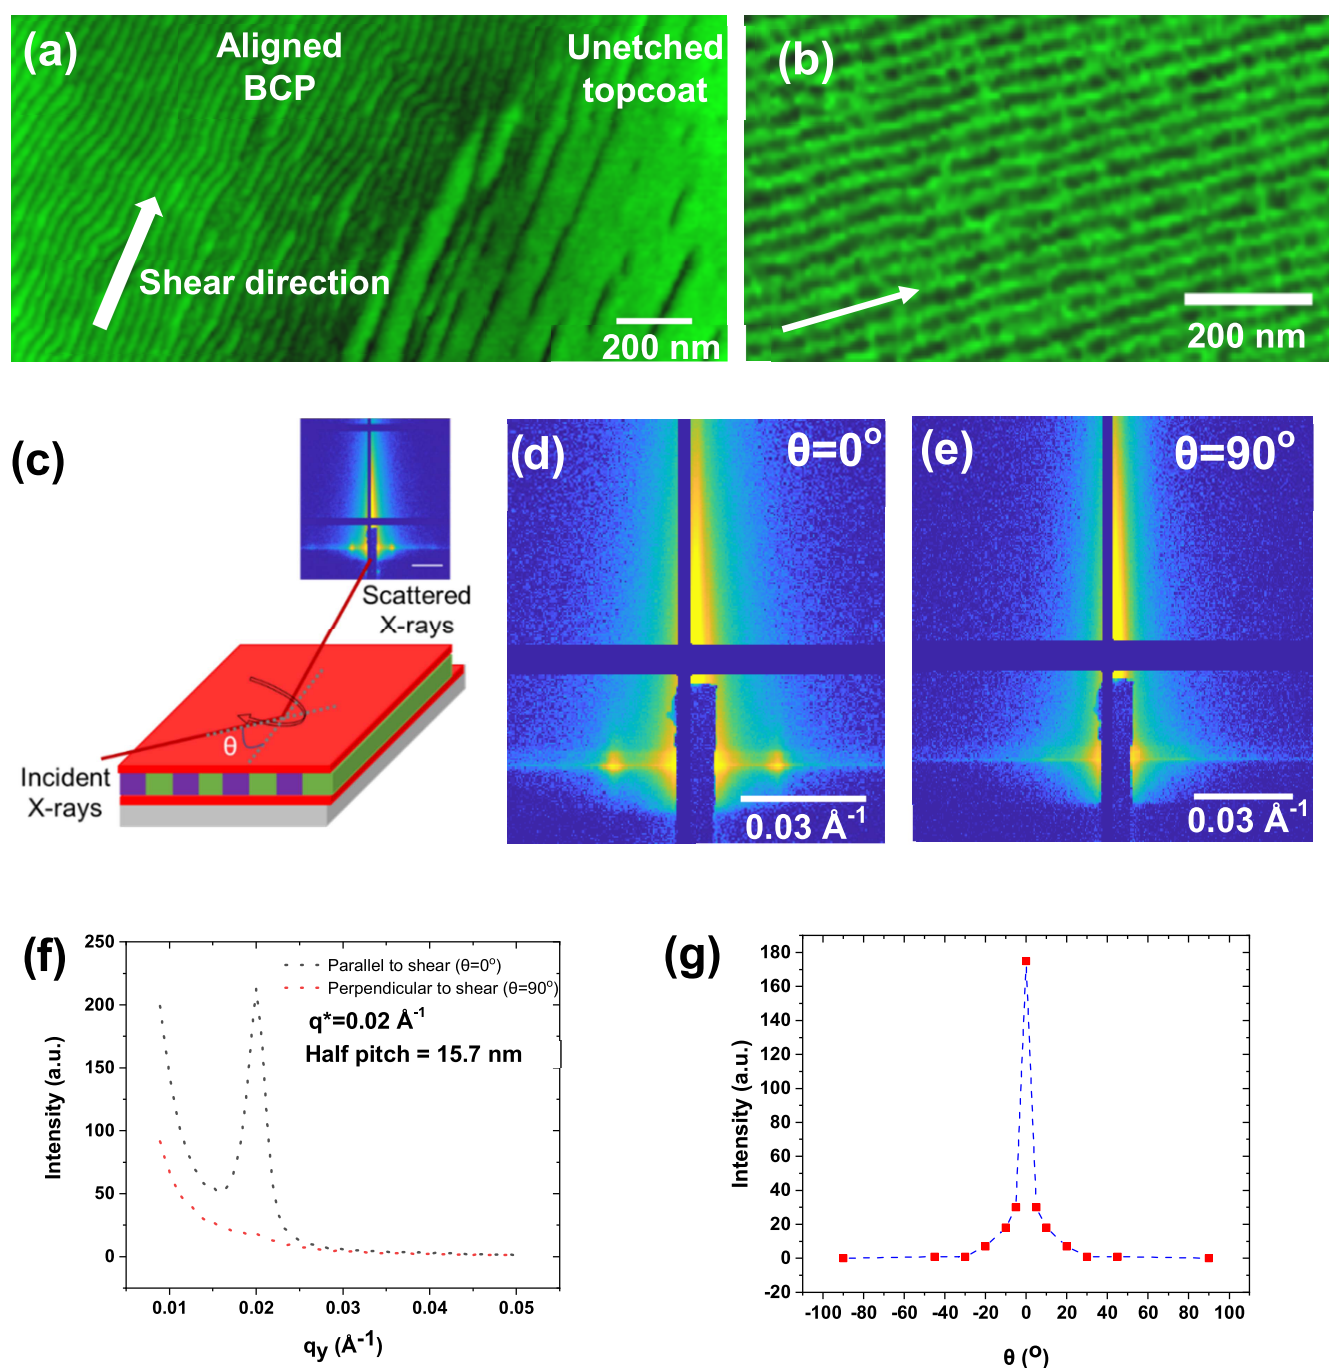 (a)
Aligned
BCP
Unetched
topcoat
Shear direction
200 nm
(b)
200 nm
(c)
Scattered
X-rays
θ
Incident
X-rays
(d)
θ=0°
0.03 Å⁻¹
(e)
θ=90°
0.03 Å⁻¹
(f)
250
200
150
100
50
0
Intensity (a.u.)
Parallel to shear (θ=0°)
Perpendicular to shear (θ=90°)
q*=0.02 Å⁻¹
Half pitch = 15.7 nm
0.01 0.02 0.03 0.04 0.05
qy (Å⁻¹)
(g)
180
160
140
120
100
80
60
40
20
0
-20
Intensity (a.u.)
-100 -80 -60 -40 -20 0 20 40 60 80 100
θ (°)